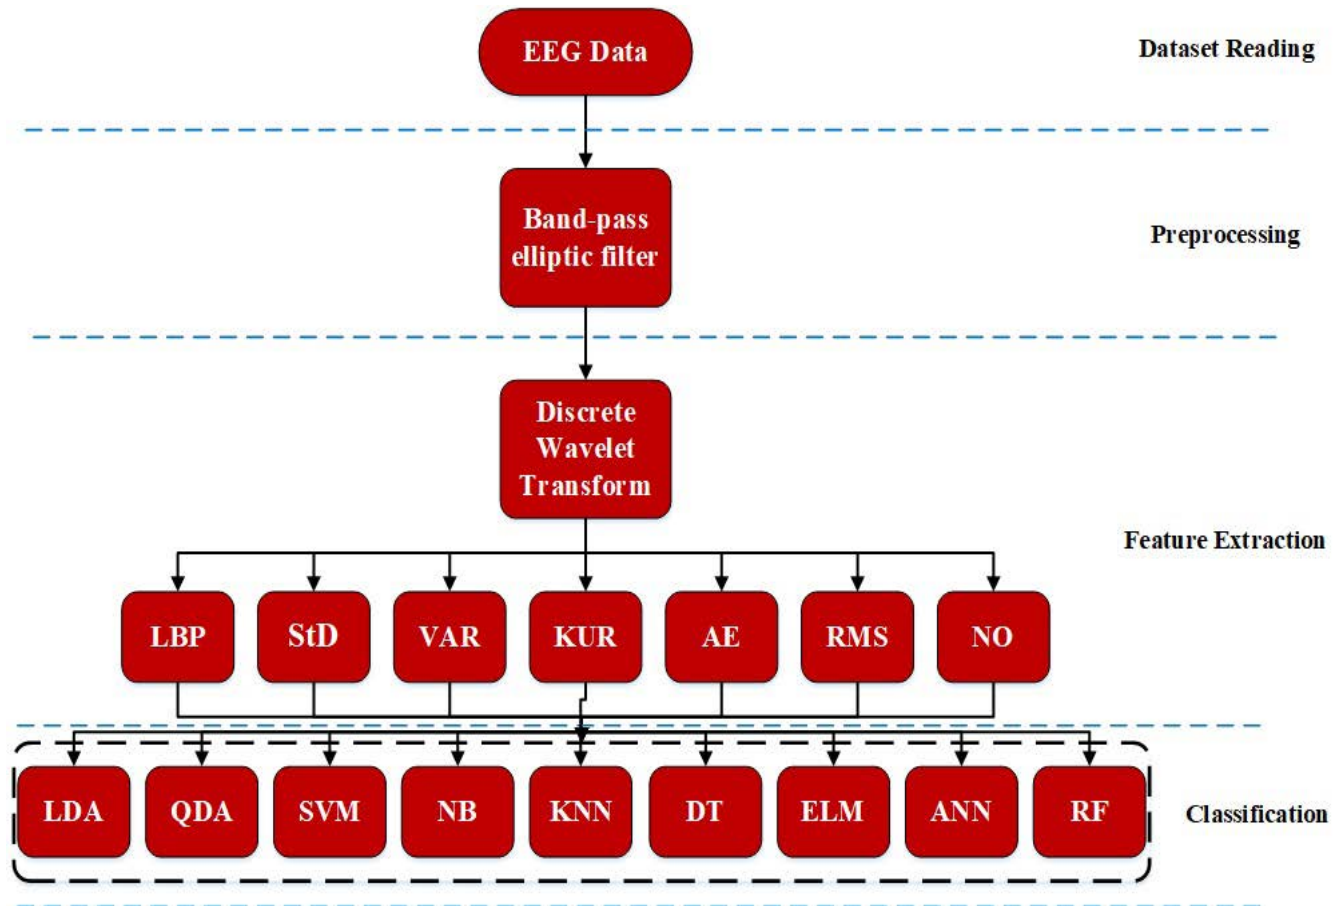 EEG Data
Dataset Reading
Band-pass
elliptic filter
Preprocessing
Discrete
Wavelet
Transform
Feature Extraction
LBP
StD
VAR
KUR
AE
RMS
NO
LDA
QDA
SVM
NB
KNN
DT
ELM
ANN
RF
Classification